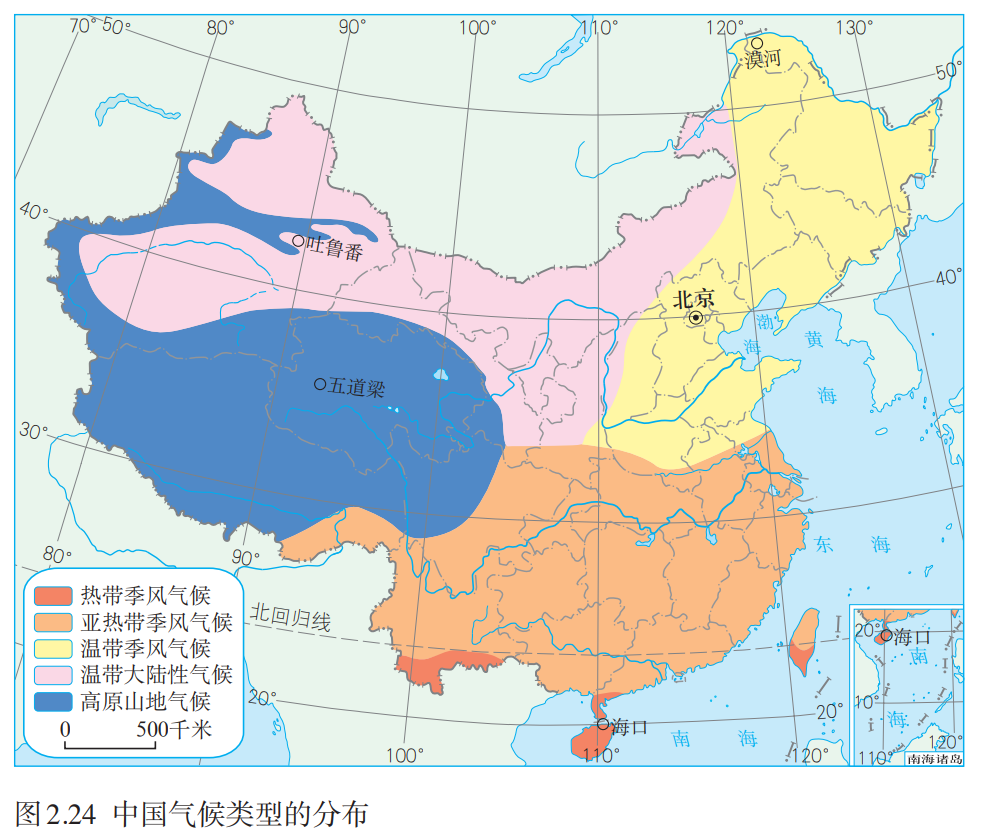 70° 50° 80° 90° 100° 110° 120° 130°
漠河
50°
40°
吐鲁番
40°
北京
渤
海
黄
海
五道梁
30°
30°
东 海
80°
90°
热带季风气候
亚热带季风气候
温带季风气候
温带大陆性气候
高原山地气候
0 500千米
北回归线
20°
20°
海口
南 海
100° 110° 120°
20°
海口
南
海
10°
110° 120°
南海诸岛
图2.24 中国气候类型的分布